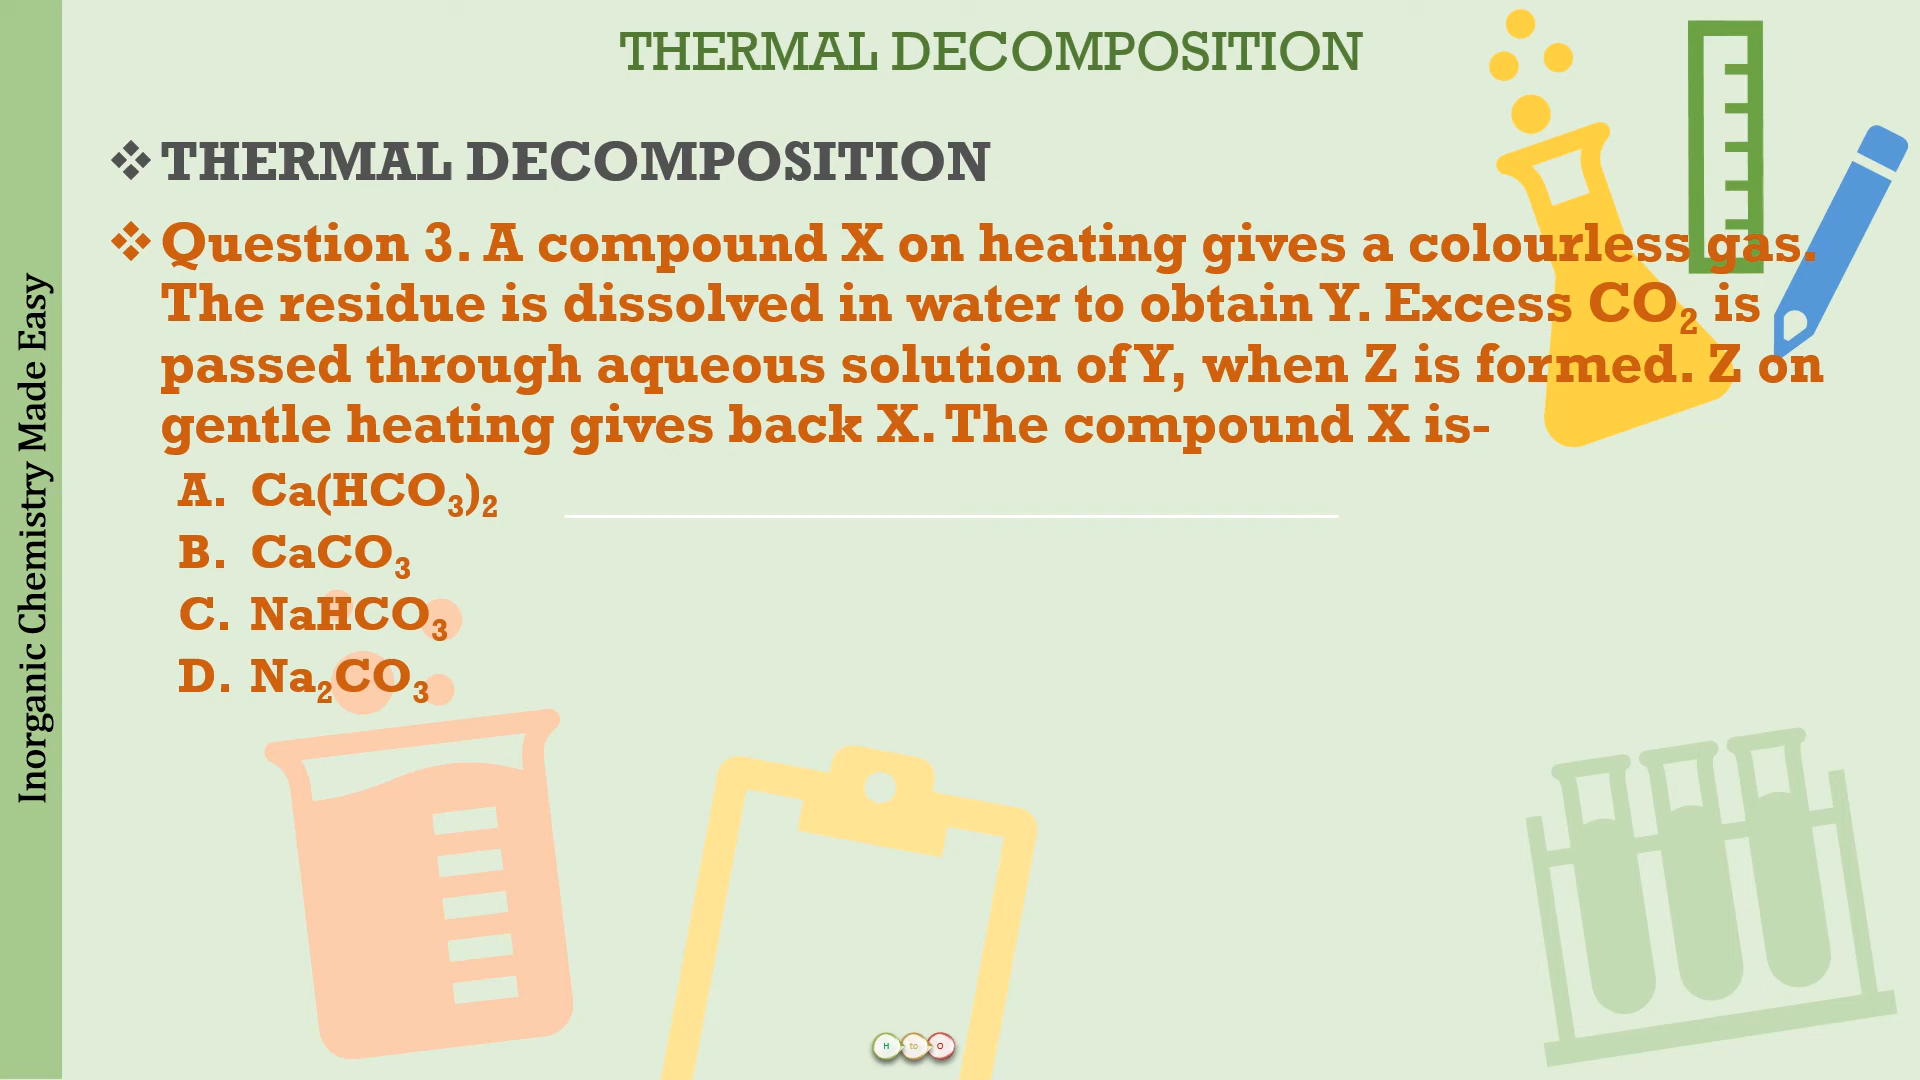 THERMAL DECOMPOSITION
❖ THERMAL DECOMPOSITION
❖ Question 3. A compound X on heating gives a colourless gas.
The residue is dissolved in water to obtain Y. Excess CO₂ is
passed through aqueous solution of Y, when Z is formed. Z on
gentle heating gives back X. The compound X is-
A. Ca(HCO₃)₂
B. CaCO₃
C. NaHCO₃
D. Na₂CO₃
Inorganic Chemistry Made Easy
H to O